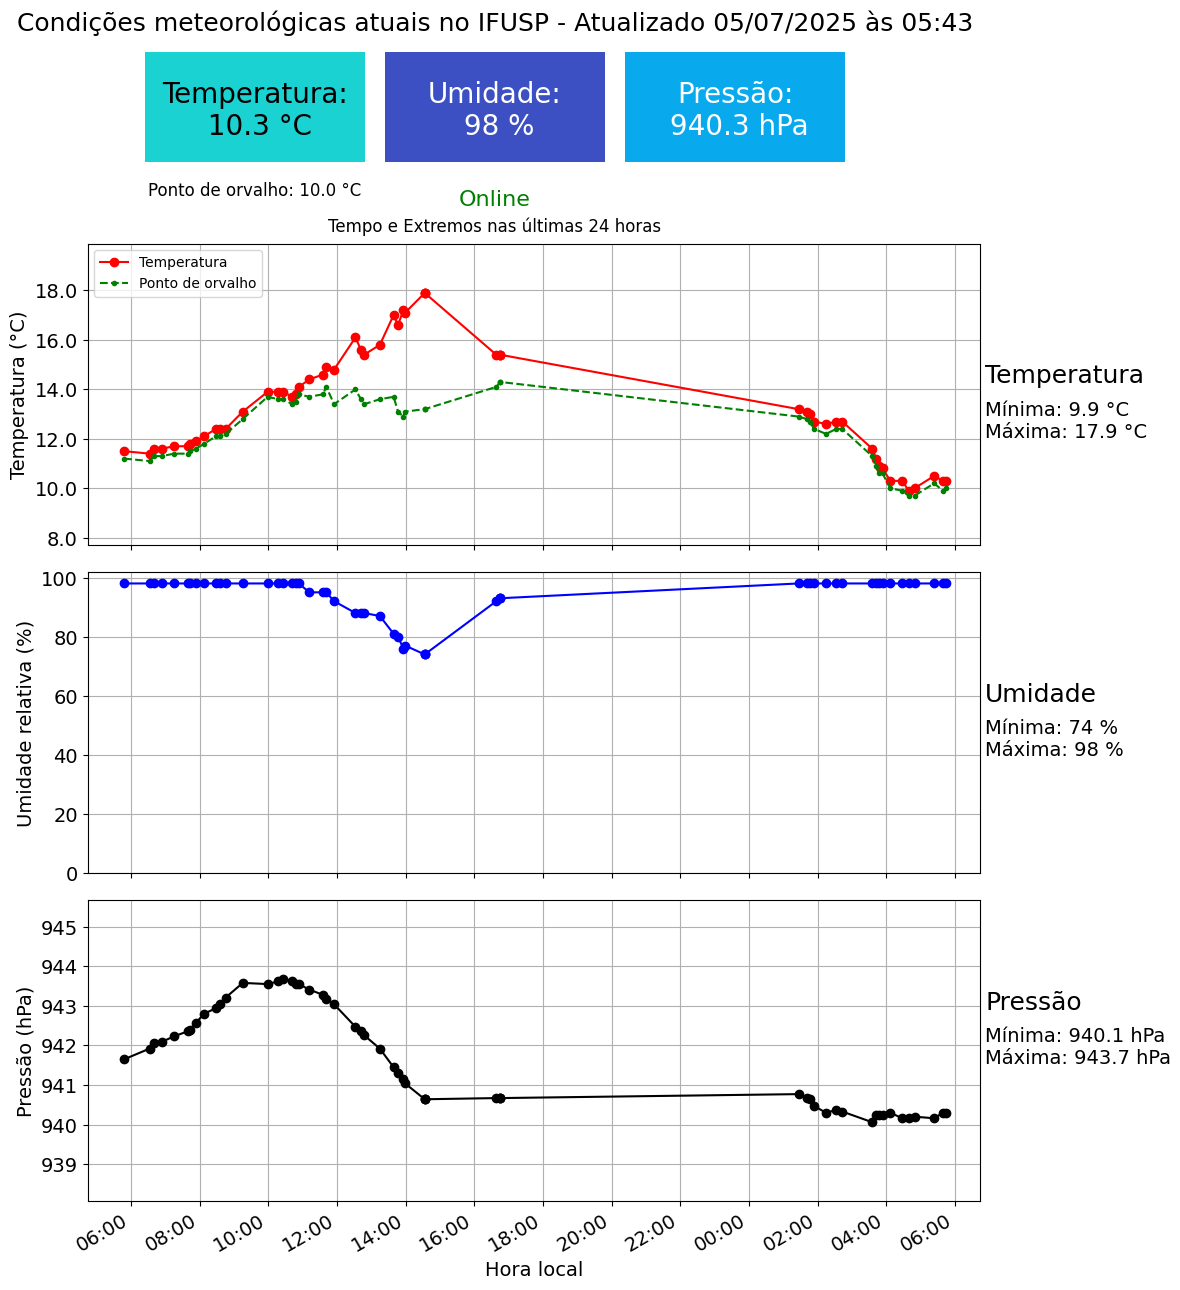 Condições meteorológicas atuais no IFUSP - Atualizado 05/07/2025 às 05:43
Temperatura:
10.3 °C
Umidade:
98 %
Pressão:
940.3 hPa
Ponto de orvalho: 10.0 °C
Online
Tempo e Extremos nas últimas 24 horas
Temperatura
Ponto de orvalho
Temperatura (°C)
18.0
16.0
14.0
12.0
10.0
8.0
Temperatura
Mínima: 9.9 °C
Máxima: 17.9 °C
Umidade relativa (%)
100
80
60
40
20
0
Umidade
Mínima: 74 %
Máxima: 98 %
Pressão (hPa)
945
944
943
942
941
940
939
Pressão
Mínima: 940.1 hPa
Máxima: 943.7 hPa
06:00
08:00
10:00
12:00
14:00
16:00
18:00
20:00
22:00
00:00
02:00
04:00
06:00
Hora local